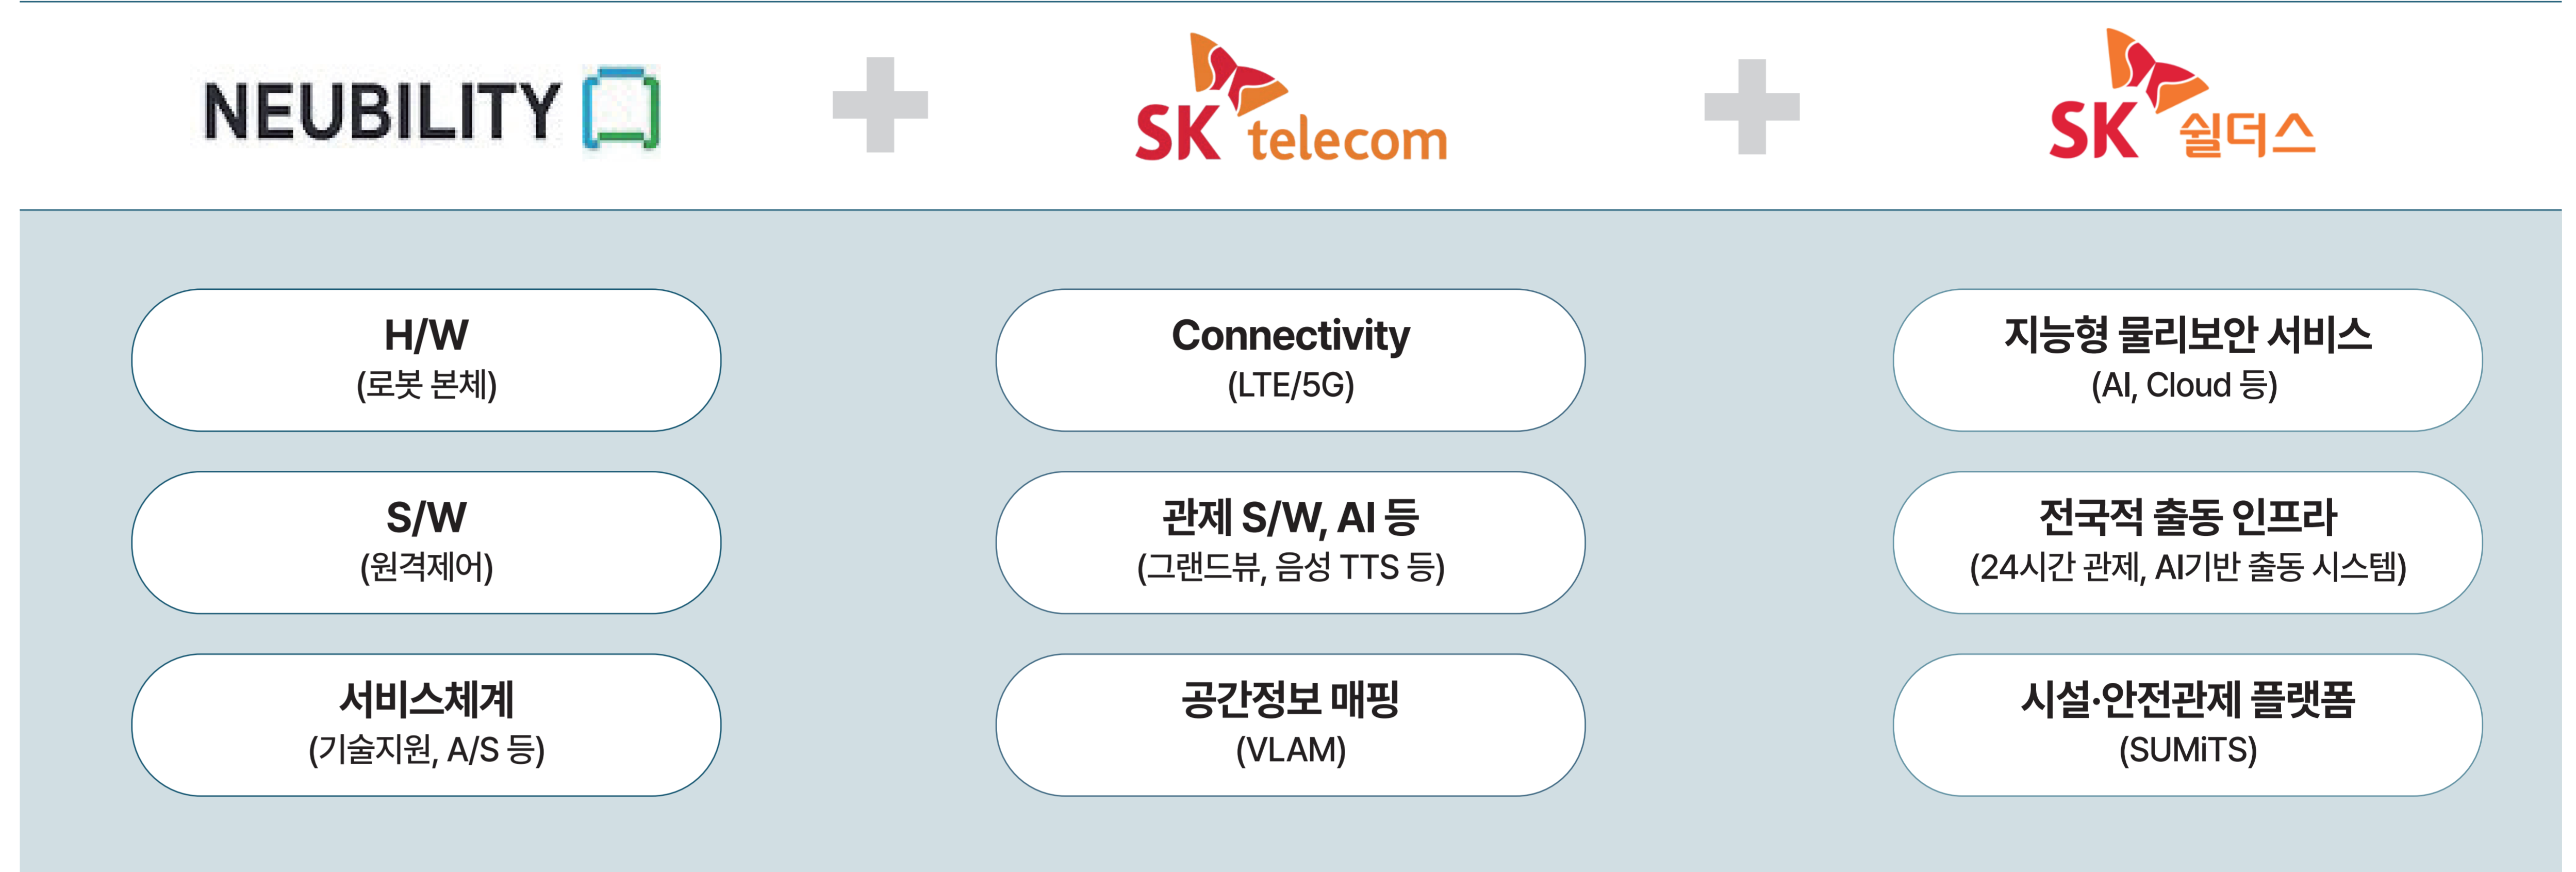 NEUBILITY
SK telecom
SK 쉴더스
H/W
(로봇 본체)
S/W
(원격제어)
서비스체계
(기술지원, A/S 등)
Connectivity
(LTE/5G)
관제 S/W, AI 등
(그랜드뷰, 음성 TTS 등)
공간정보 매핑
(VLAM)
지능형 물리보안 서비스
(AI, Cloud 등)
전국적 출동 인프라
(24시간 관제, AI기반 출동 시스템)
시설·안전관제 플랫폼
(SUMiTS)